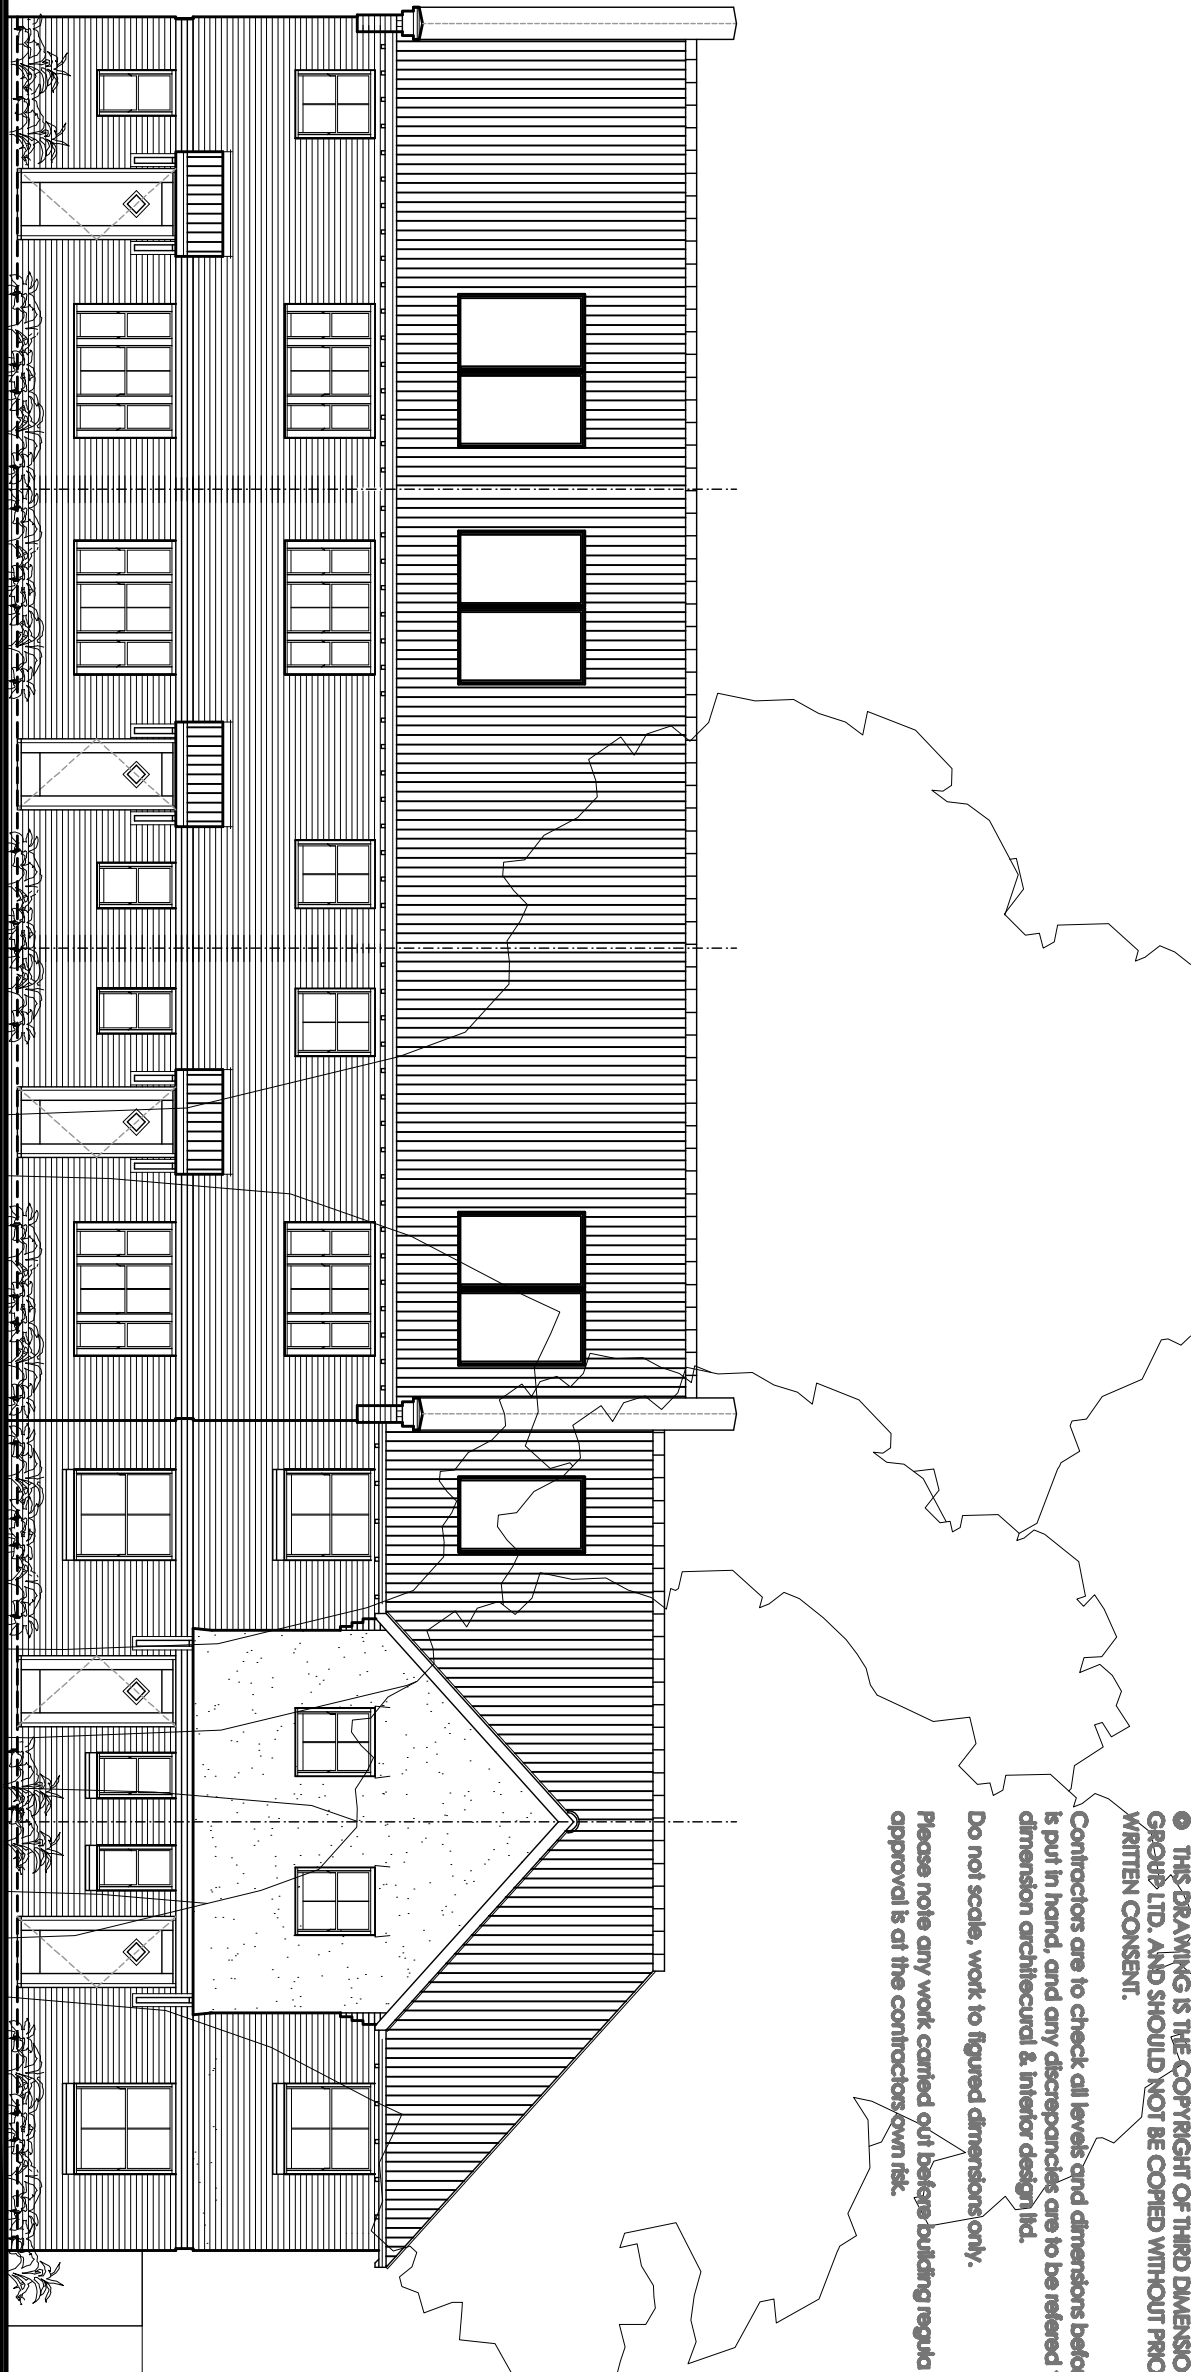 © THIS DRAWING IS THE COPYRIGHT OF THIRD DIMENSIO
GROUP LTD. AND SHOULD NOT BE COPIED WITHOUT PRIO
WRITTEN CONSENT.
Contractors are to check all levels and dimensions befor
is put in hand, and any discrepancies are to be referred
dimension architecural & interior design ltd.
Do not scale, work to figured dimensions only.
Please note any work carried out before building regula
approval is at the contractors own risk.